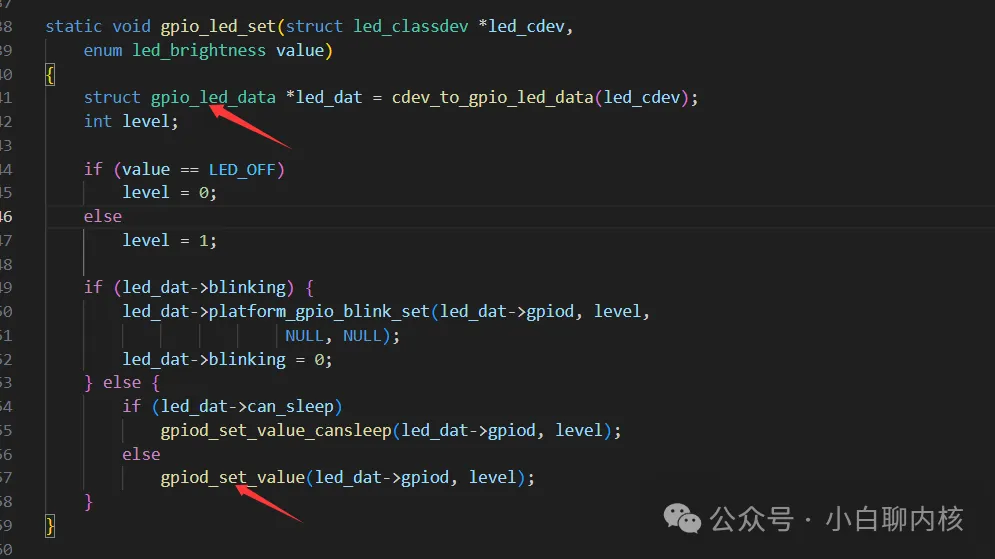 37
38 static void gpio_led_set(struct led_classdev *led_cdev,
39 enum led_brightness value)
40 {
41 struct gpio_led_data *led_dat = cdev_to_gpio_led_data(led_cdev);
42 int level;
43
44 if (value == LED_OFF)
45 level = 0;
46 else
47 level = 1;
48
49 if (led_dat->blinking) {
50 led_dat->platform_gpio_blink_set(led_dat->gpiod, level,
51 NULL, NULL);
52 led_dat->blinking = 0;
53 } else {
54 if (led_dat->can_sleep)
55 gpiod_set_value_cansleep(led_dat->gpiod, level);
56 else
57 gpiod_set_value(led_dat->gpiod, level);
58 }
59 }
60
公众号 · 小白聊内核